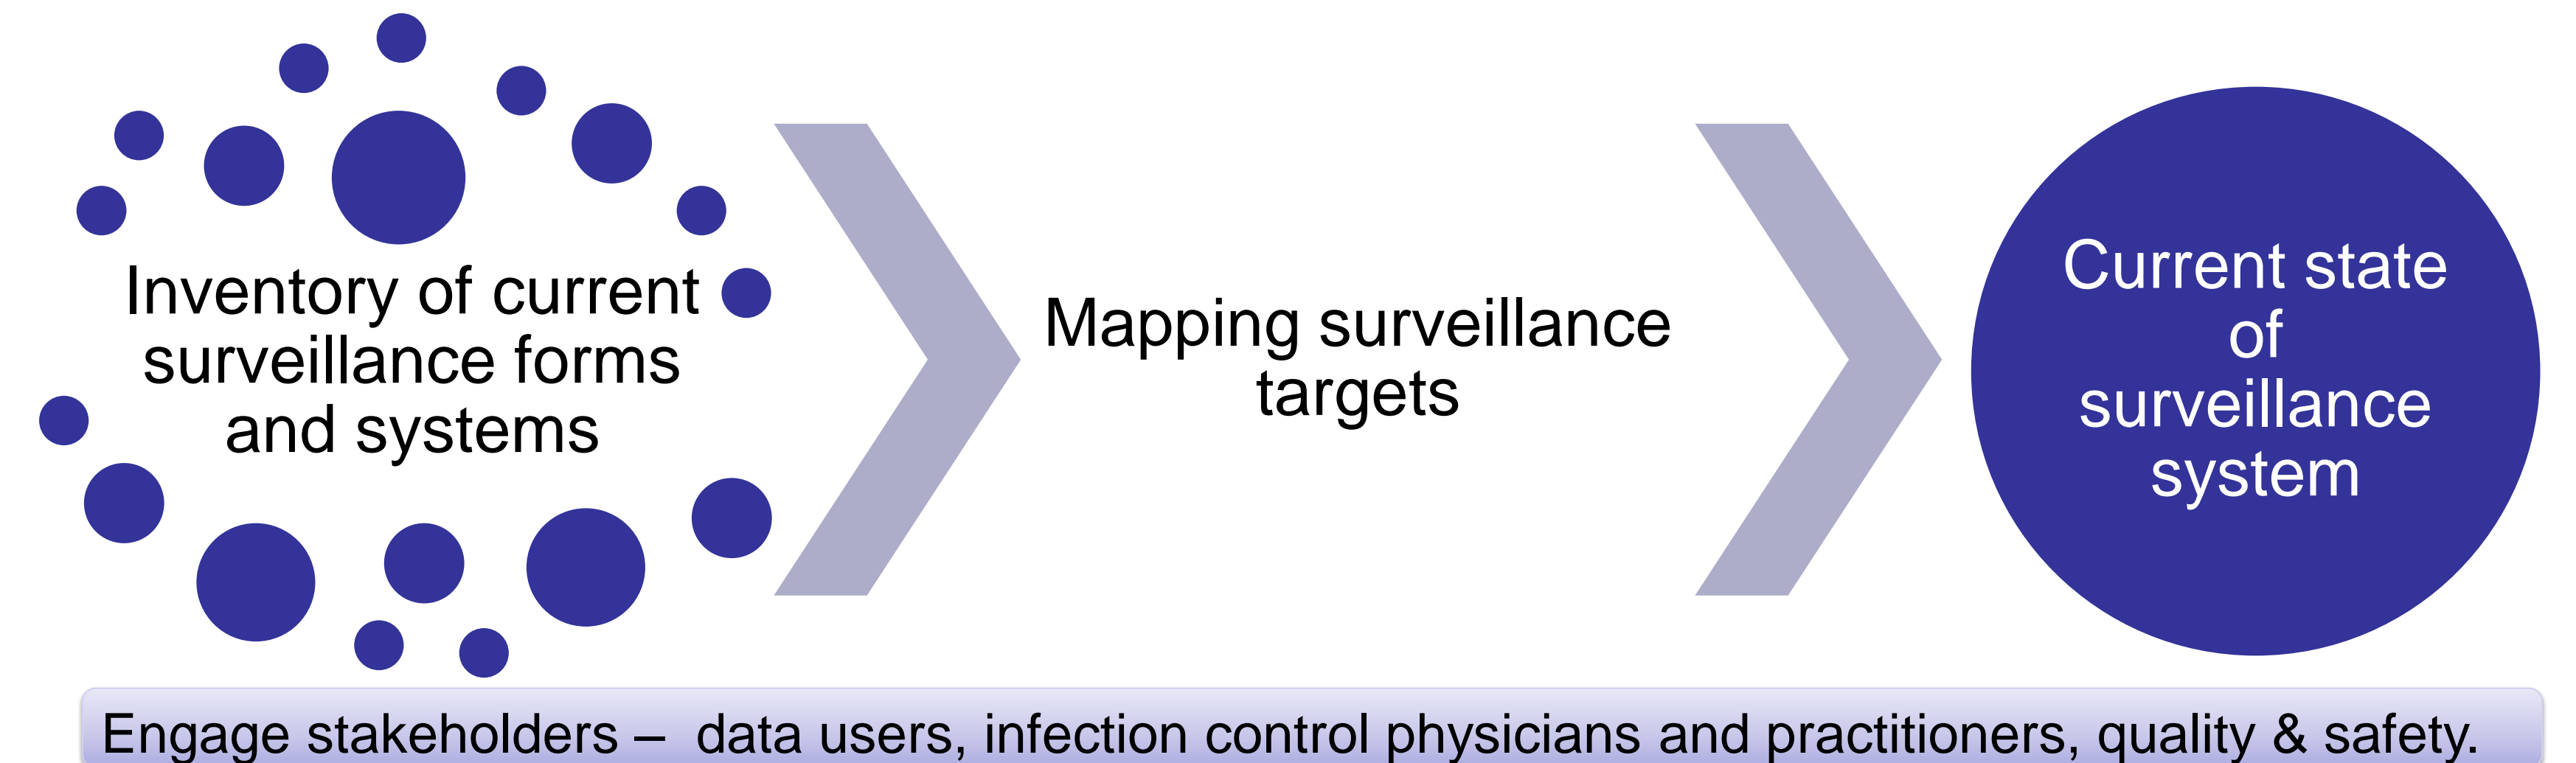 Inventory of current
surveillance forms
and systems
Mapping surveillance
targets
Current state
of
surveillance
system
Engage stakeholders –  data users, infection control physicians and practitioners, quality & safety.